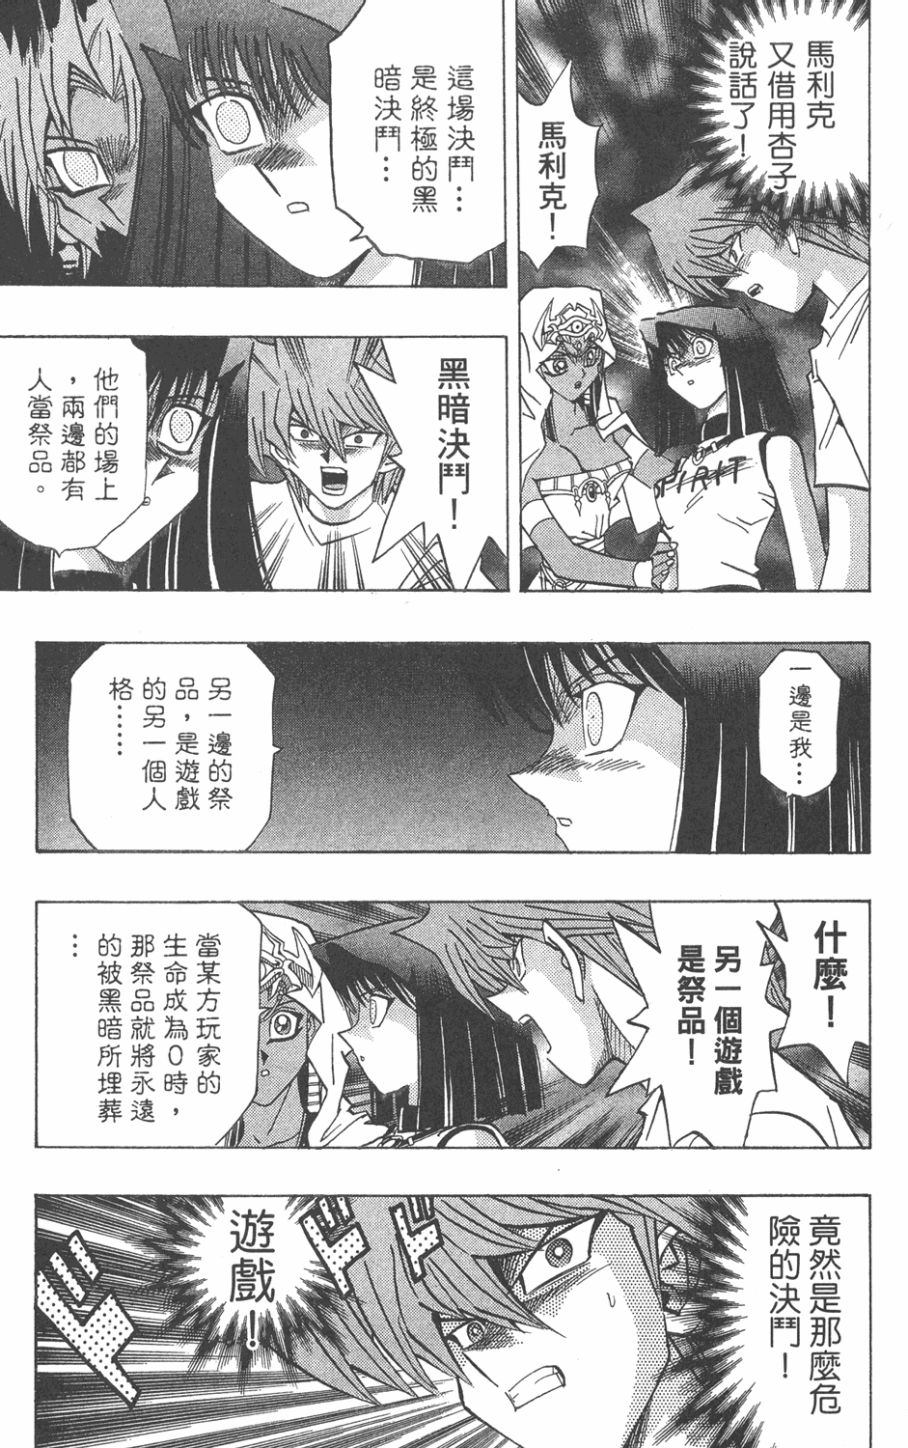 馬利克
又借用杏子
說話了！
馬利克！
SPIRIT
這場決鬥…
是終極的黑
暗決鬥…
黑暗決鬥！
他們的場上
，兩邊都有
人當祭品。
一邊是我…
另一邊的祭
品，是遊戲
的另一個人
格……
什麼！
另一個遊戲
是祭品！
當某方玩家的
生命成為０時，
那祭品就將永遠
的被黑暗所埋葬
…
竟然是那麼危
險的決鬥！
ド
ド
ド
遊戲！